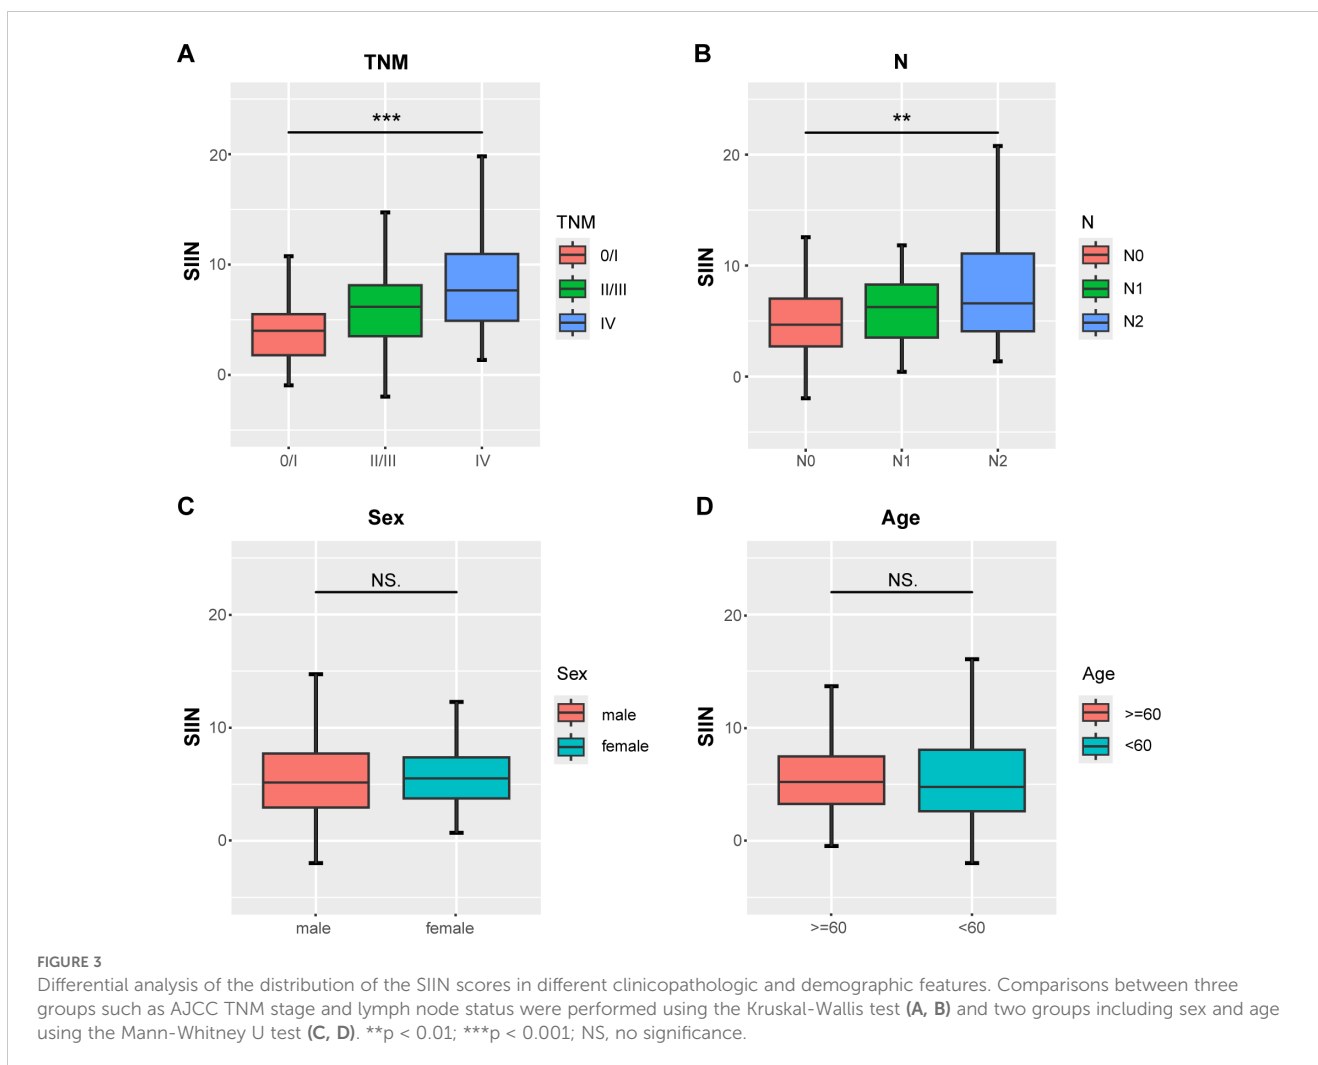 A
TNM
***
20
10
0
SIIN
0/I
II/III
IV
TNM
0/I
II/III
IV
B
N
**
20
10
0
SIIN
N0
N1
N2
N
N0
N1
N2
C
Sex
NS.
20
10
0
SIIN
male
female
Sex
male
female
D
Age
NS.
20
10
0
SIIN
>=60
<60
Age
>=60
<60
FIGURE 3
Differential analysis of the distribution of the SIIN scores in different clinicopathologic and demographic features. Comparisons between three
groups such as AJCC TNM stage and lymph node status were performed using the Kruskal-Wallis test (A, B) and two groups including sex and age
using the Mann-Whitney U test (C, D). **p < 0.01; ***p < 0.001; NS, no significance.